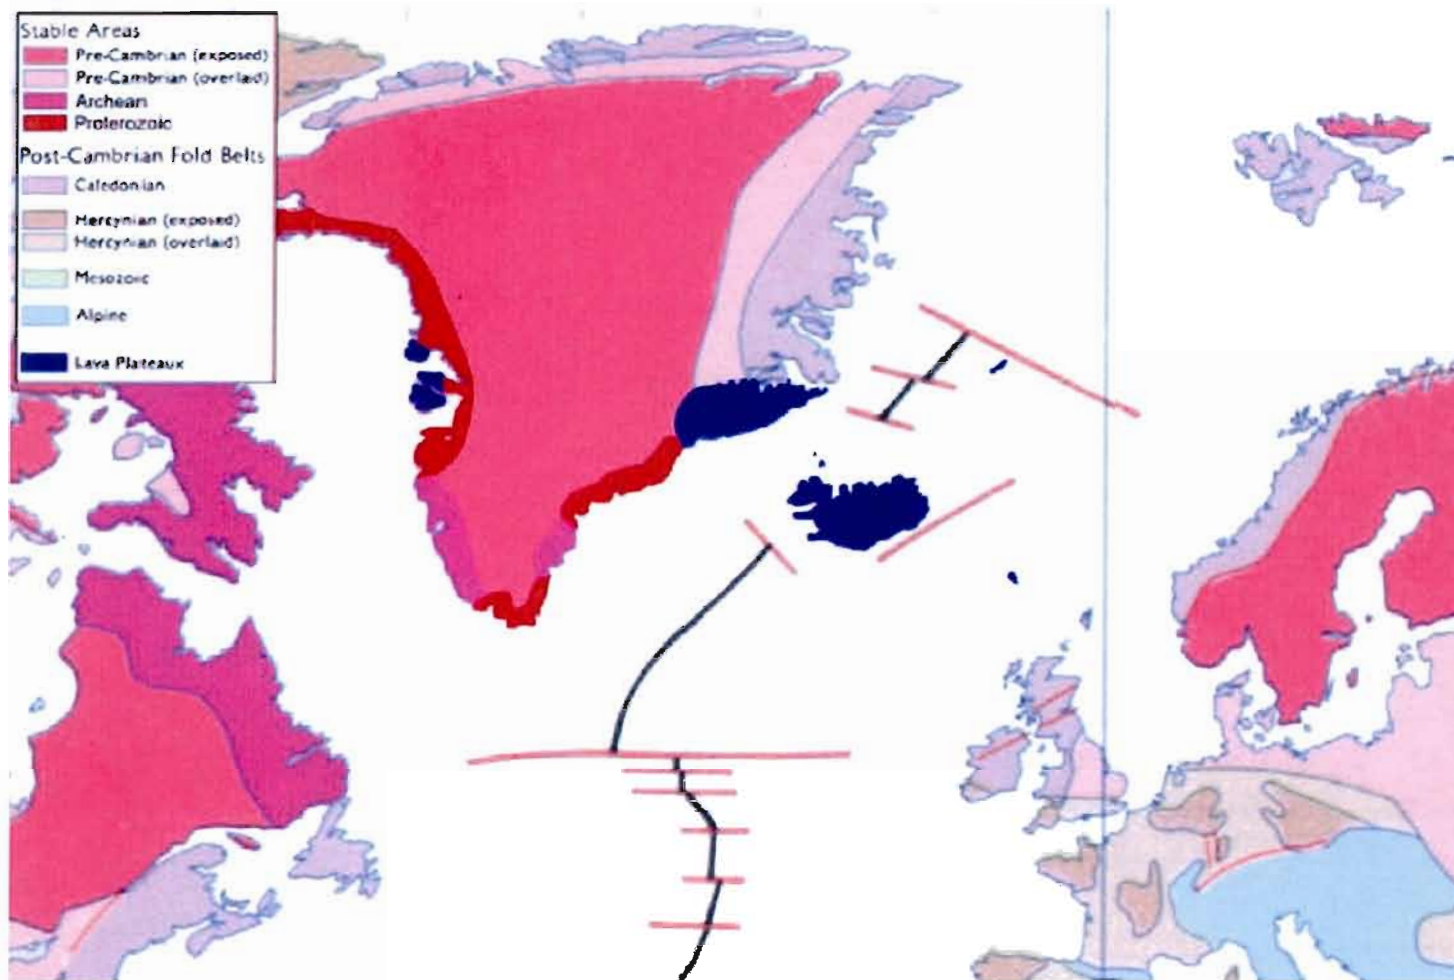 Stable Areas
Pre-Cambrian (exposed)
Pre-Cambrian (overlaid)
Archean
Proterozoic
Post-Cambrian Fold Belts
Caledonian
Hercynian (exposed)
Hercynian (overlaid)
Mesozoic
Alpine
Lava Plateaux